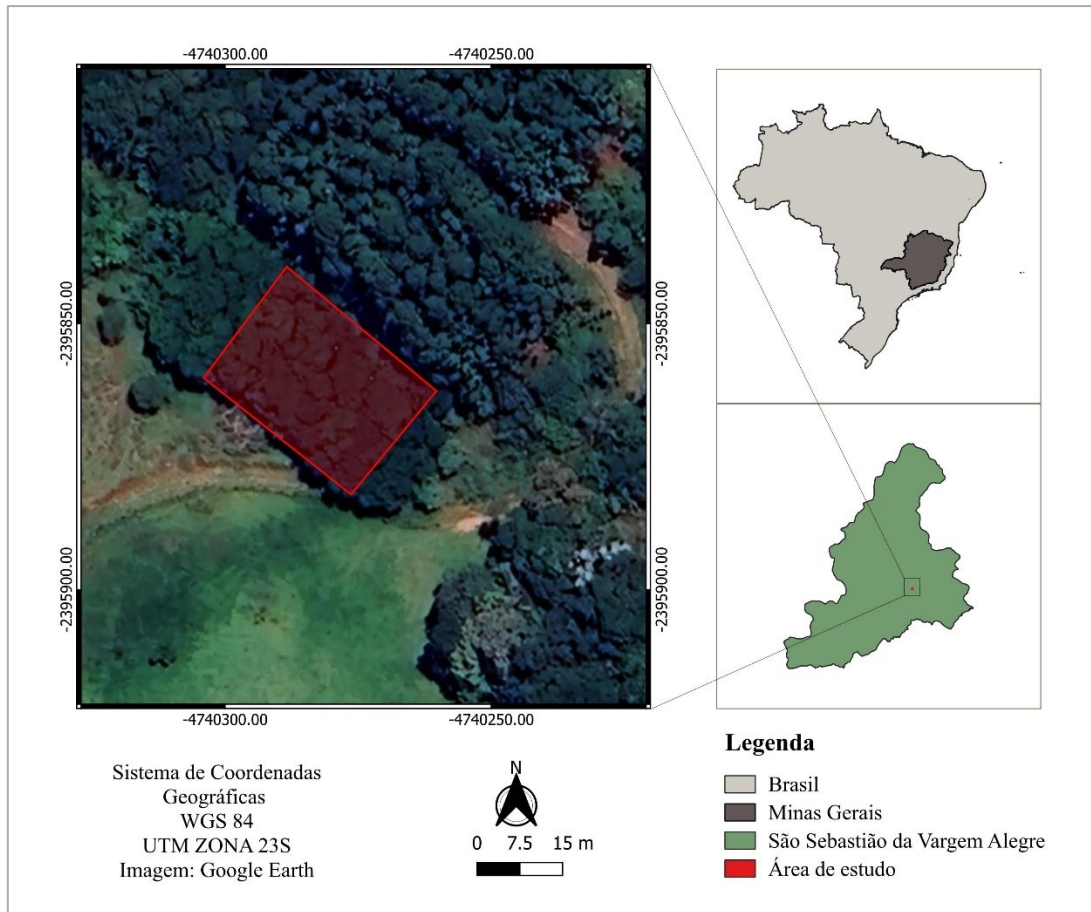 -4740300.00
-4740250.00
-2395850.00
-2395850.00
-2395900.00
-2395900.00
-4740300.00
-4740250.00
Sistema de Coordenadas
Geográficas
WGS 84
UTM ZONA 23S
Imagem: Google Earth
N
0 7.5 15 m
Legenda
Brasil
Minas Gerais
São Sebastião da Vargem Alegre
Área de estudo